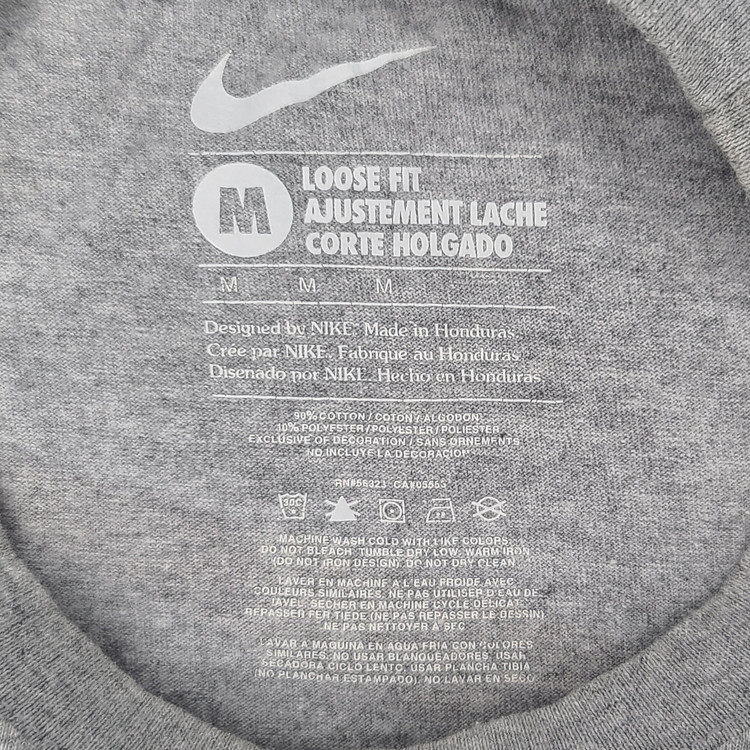 M
LOOSE FIT
AJUSTEMENT LACHE
CORTE HOLGADO
M M M
Designed by NIKE. Made in Honduras.
Crée par NIKE. Fabrique au Honduras
Disenado por NIKE. Hecho en Honduras.
90% COTTON / COTON / ALGODON
10% POLYESTER / POLYESTER / POLIESTER
EXCLUSIVE OF DECORATION / SANS ORNEMENTS
NO INCLUYE LA DECORACION
RN#56323 CA#05553
30C
MACHINE WASH COLD WITH LIKE COLORS.
DO NOT BLEACH. TUMBLE DRY LOW. WARM IRON
(DO NOT IRON DESIGN). DO NOT DRY CLEAN
LAVER EN MACHINE A L'EAU FROIDE AVEC
COULEURS SIMILAIRES. NE PAS UTILISER D'EAU DE
JAVEL. SECHER EN MACHINE CYCLE DELICAT.
REPASSER FER TIEDE (NE PAS REPASSER LE DESSIN)
NE PAS NETTOYER A SEC
LAVAR A MAQUINA EN AGUA FRIA CON COLORES
SIMILARES. NO USAR BLANQUEADORES. USAR
SECADORA CICLO LENTO. USAR PLANCHA TIBIA
(NO PLANCHAR ESTAMPADO). NO LAVAR EN SECO